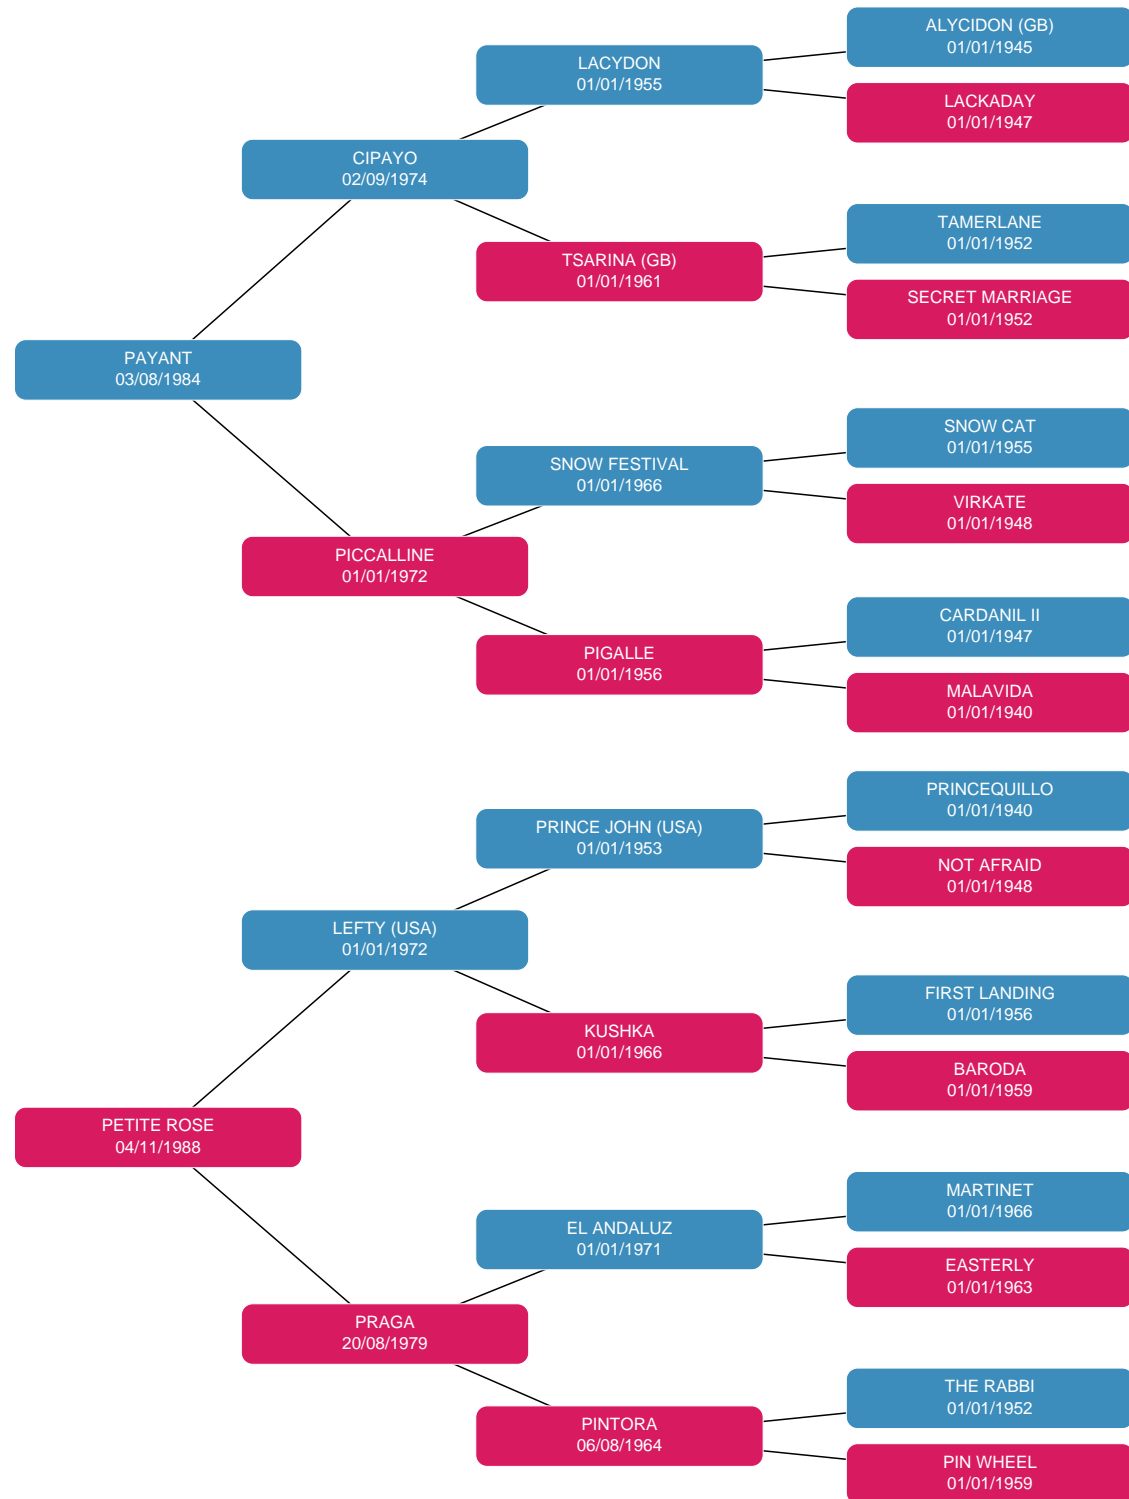 ALYCIDON (GB)
01/01/1945
LACYDON
01/01/1955
LACKADAY
01/01/1947
CIPAYO
02/09/1974
TAMERLANE
01/01/1952
TSARINA (GB)
01/01/1961
SECRET MARRIAGE
01/01/1952
PAYANT
03/08/1984
SNOW CAT
01/01/1955
SNOW FESTIVAL
01/01/1966
VIRKATE
01/01/1948
PICCALLINE
01/01/1972
CARDANIL II
01/01/1947
PIGALLE
01/01/1956
MALAVIDA
01/01/1940
PRINCEQUILLO
01/01/1940
PRINCE JOHN (USA)
01/01/1953
NOT AFRAID
01/01/1948
LEFTY (USA)
01/01/1972
FIRST LANDING
01/01/1956
KUSHKA
01/01/1966
BARODA
01/01/1959
PETITE ROSE
04/11/1988
MARTINET
01/01/1966
EL ANDALUZ
01/01/1971
EASTERLY
01/01/1963
PRAGA
20/08/1979
THE RABBI
01/01/1952
PINTORA
06/08/1964
PIN WHEEL
01/01/1959